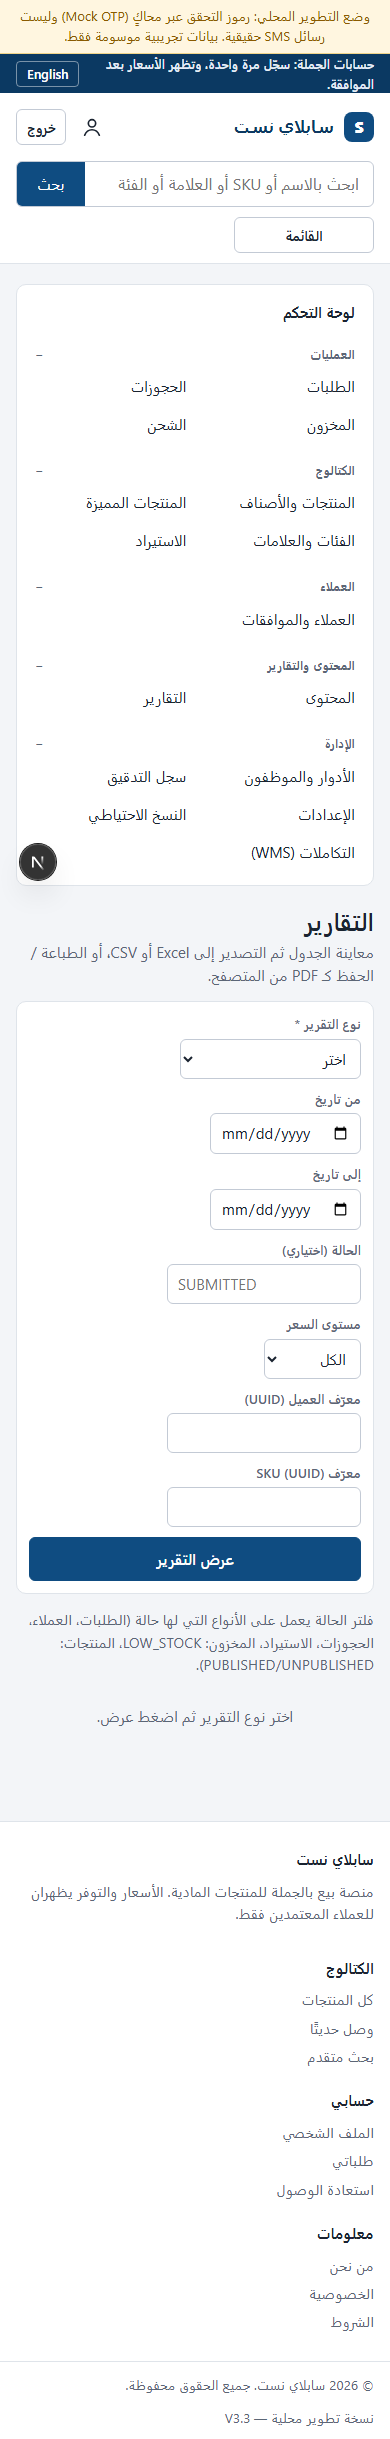 وضع التطوير المحلي: رموز التحقق عبر محاكٍ (Mock OTP) وليست
رسائل SMS حقيقية. بيانات تجريبية موسومة فقط.
حسابات الجملة: سجّل مرة واحدة، وتظهر الأسعار بعد
الموافقة.
English
S
سابلاي نست
خروج
ابحث بالاسم أو SKU أو العلامة أو الفئة
بحث
القائمة
لوحة التحكم
العمليات –
الطلبات الحجوزات
المخزون الشحن
الكتالوج –
المنتجات والأصناف المنتجات المميزة
الفئات والعلامات الاستيراد
العملاء –
العملاء والموافقات
المحتوى والتقارير –
المحتوى التقارير
الإدارة –
الأدوار والموظفون سجل التدقيق
الإعدادات النسخ الاحتياطي
التكاملات (WMS)
N
التقارير
معاينة الجدول ثم التصدير إلى Excel أو CSV، أو الطباعة /
الحفظ كـ PDF من المتصفح.
نوع التقرير *
اختر
من تاريخ
mm/dd/yyyy
إلى تاريخ
mm/dd/yyyy
الحالة (اختياري)
SUBMITTED
مستوى السعر
الكل
معرّف العميل (UUID)
معرّف SKU (UUID)
عرض التقرير
فلتر الحالة يعمل على الأنواع التي لها حالة (الطلبات، العملاء،
الحجوزات، الاستيراد، المخزون: LOW_STOCK، المنتجات:
PUBLISHED/UNPUBLISHED).
اختر نوع التقرير ثم اضغط عرض.
سابلاي نست
منصة بيع بالجملة للمنتجات المادية. الأسعار والتوفر يظهران
للعملاء المعتمدين فقط.
الكتالوج
كل المنتجات
وصل حديثًا
بحث متقدم
حسابي
الملف الشخصي
طلباتي
استعادة الوصول
معلومات
من نحن
الخصوصية
الشروط
© 2026 سابلاي نست. جميع الحقوق محفوظة.
نسخة تطوير محلية — V3.3